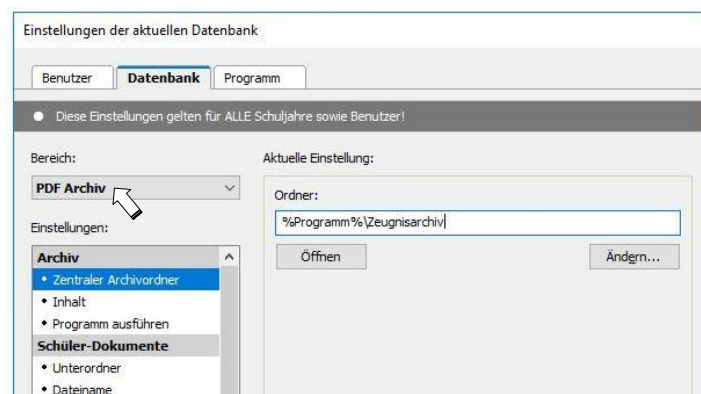 Einstellungen der aktuellen Datenbank
Benutzer Datenbank Programm
Diese Einstellungen gelten für ALLE Schuljahre sowie Benutzer!
Bereich:
PDF Archiv
Einstellungen:
Archiv
• Zentraler Archivordner
• Inhalt
• Programm ausführen
Schüler-Dokumente
• Unterordner
• Dateiname
Aktuelle Einstellung:
Ordner:
%Programm%\Zeugnisarchiv
Öffnen Ändern...